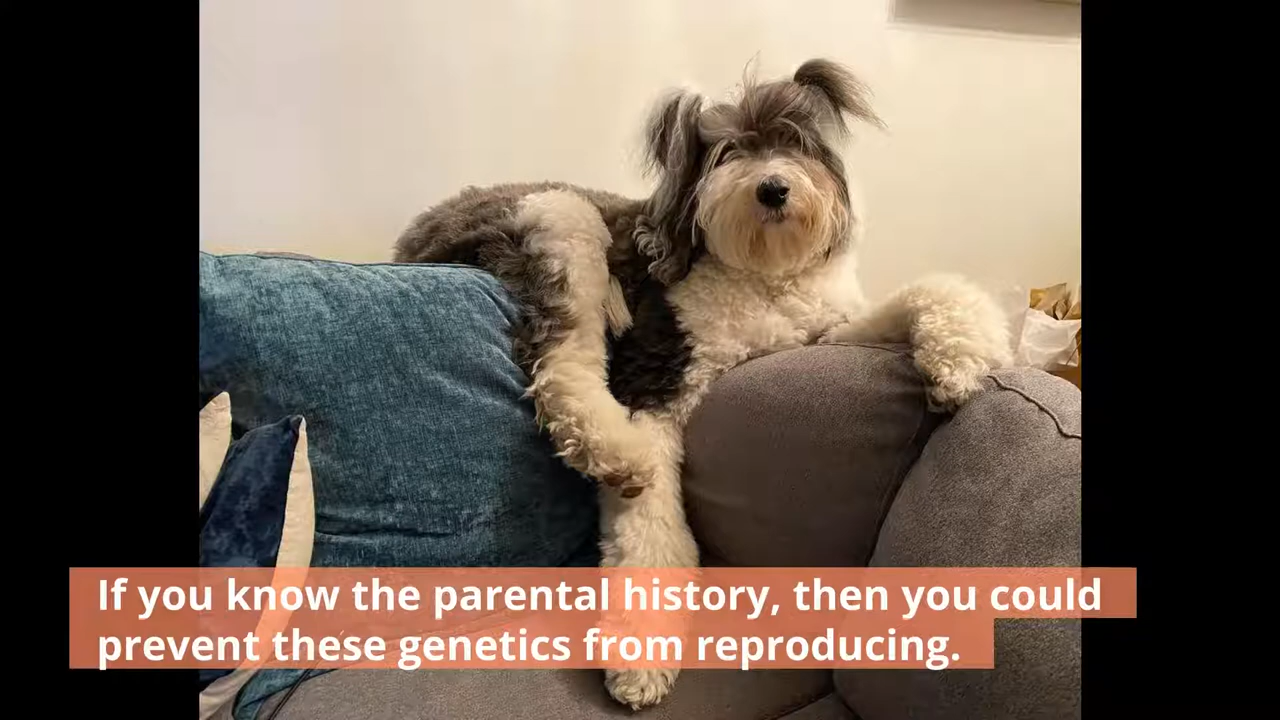 If you know the parental history, then you could
prevent these genetics from reproducing.